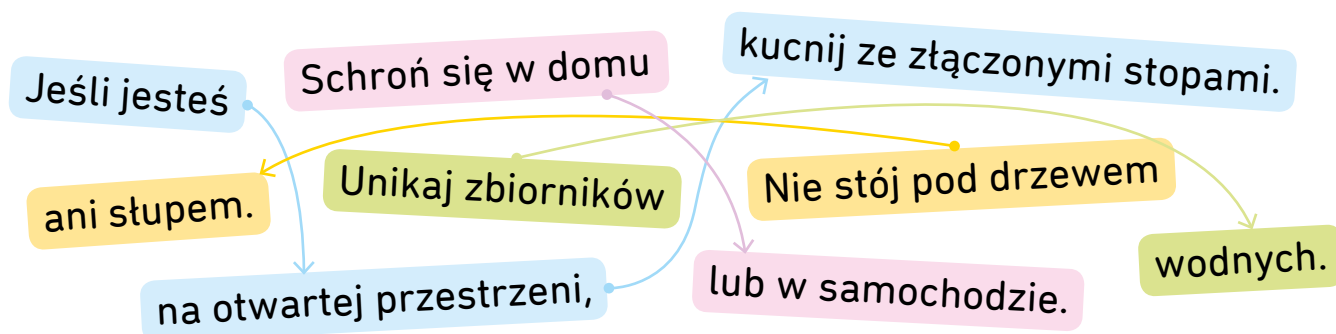 Jeśli jesteś
na otwartej przestrzeni,
kucnij ze złączonymi stopami.
Schroń się w domu
lub w samochodzie.
Unikaj zbiorników
wodnych.
Nie stój pod drzewem
ani słupem.